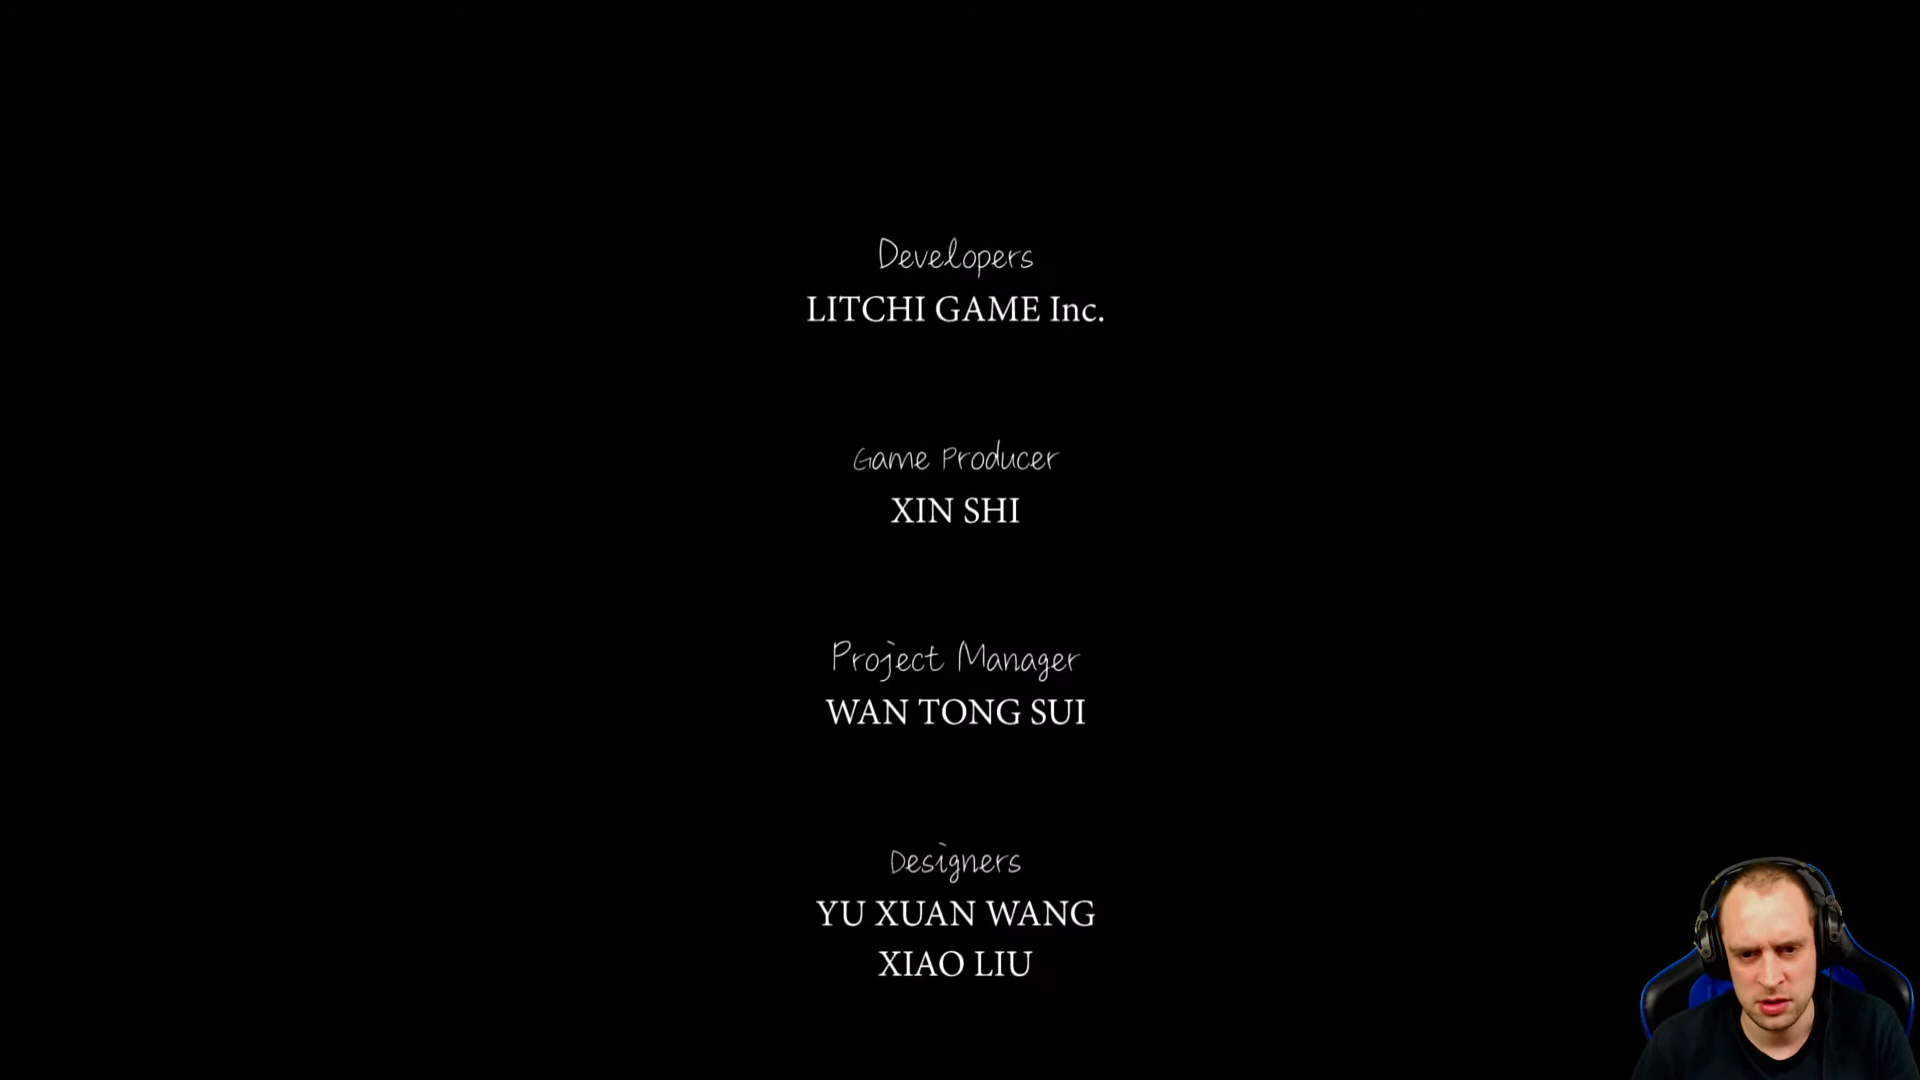 Developers
LITCHI GAME Inc.
Game Producer
XIN SHI
Project Manager
WAN TONG SUI
Designers
YU XUAN WANG
XIAO LIU